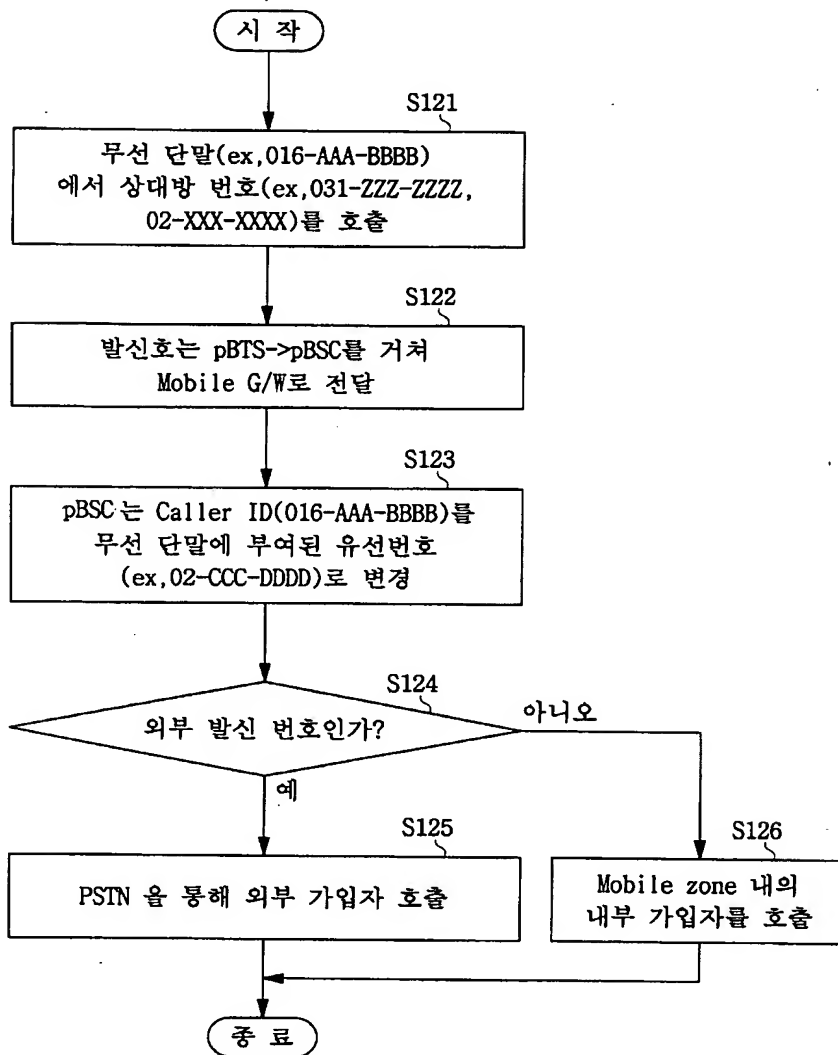 시 작
S121
무선 단말(ex,016-AAA-BBBB)
에서 상대방 번호(ex,031-ZZZ-ZZZZ,
02-XXX-XXXX)를 호출
S122
발신호는 pBTS->pBSC를 거쳐
Mobile G/W로 전달
S123
pBSC는 Caller ID(016-AAA-BBBB)를
무선 단말에 부여된 유선번호
(ex,02-CCC-DDDD)로 변경
S124
외부 발신 번호인가?
아니오
예
S125
PSTN 을 통해 외부 가입자 호출
S126
Mobile zone 내의
내부 가입자를 호출
종 료